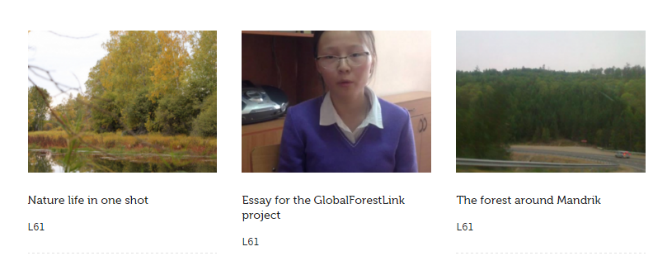 Nature life in one shot
L61
Essay for the GlobalForestLink
project
L61
The forest around Mandrik
L61